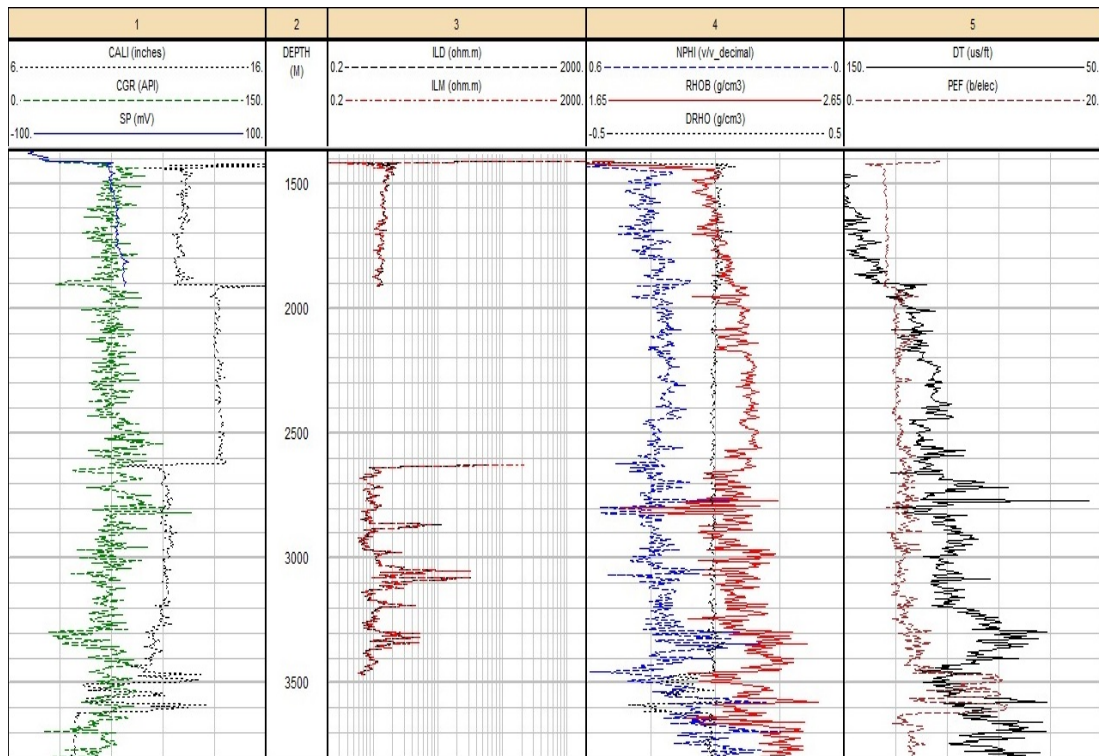 1 2 3 4 5
CALI (inches)
6. 16.
CGR (API)
0. 150.
SP (mV)
-100. 100.
DEPTH
(M)
ILD (ohm.m)
0.2 2000.
ILM (ohm.m)
0.2 2000.
NPHI (v/v_decimal)
0.6 0.
RHOB (g/cm3)
1.65 2.65
DRHO (g/cm3)
-0.5 0.5
DT (us/ft)
150. 50.
PEF (b/elec)
0. 20.
1500
2000
2500
3000
3500